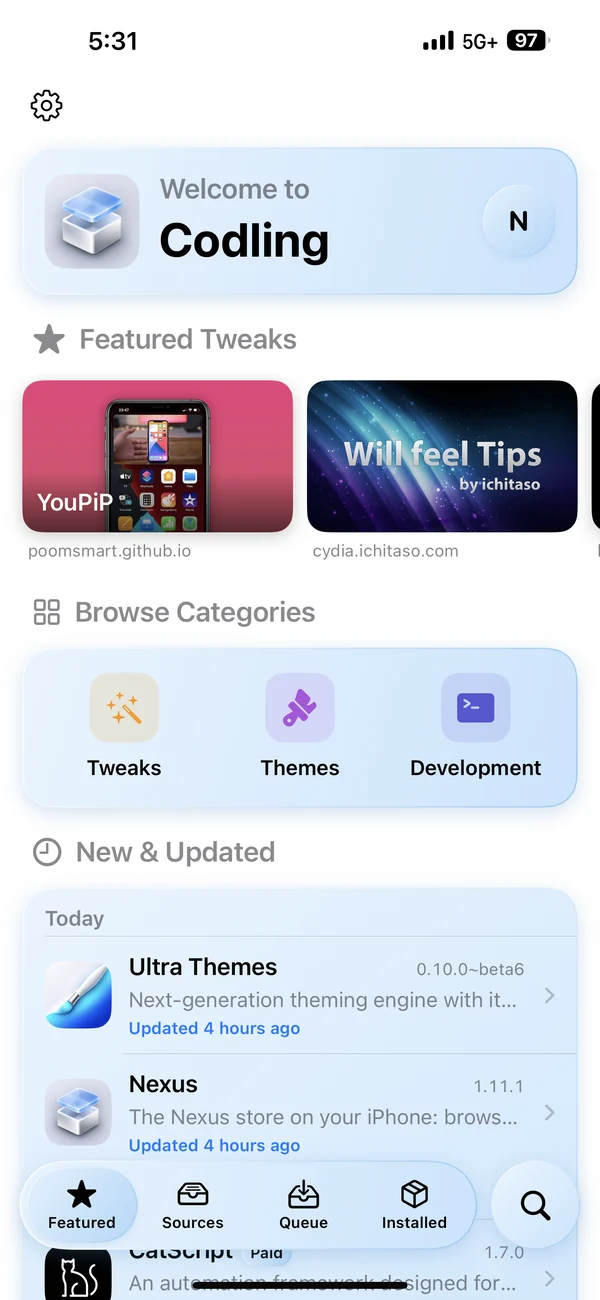 5:31
5G+
97
Welcome to
Codling
N
Featured Tweaks
YouPiP
Will feel Tips
by ichitaso
poomsmart.github.io
cydia.ichitaso.com
Browse Categories
Tweaks
Themes
Development
New & Updated
Today
Ultra Themes
0.10.0~beta6
Next-generation theming engine with it...
Updated 4 hours ago
Nexus
1.11.1
The Nexus store on your iPhone: brows...
Updated 4 hours ago
Featured
Sources
Queue
Installed
CatScript
Paid
1.7.0
An automation framework designed for...